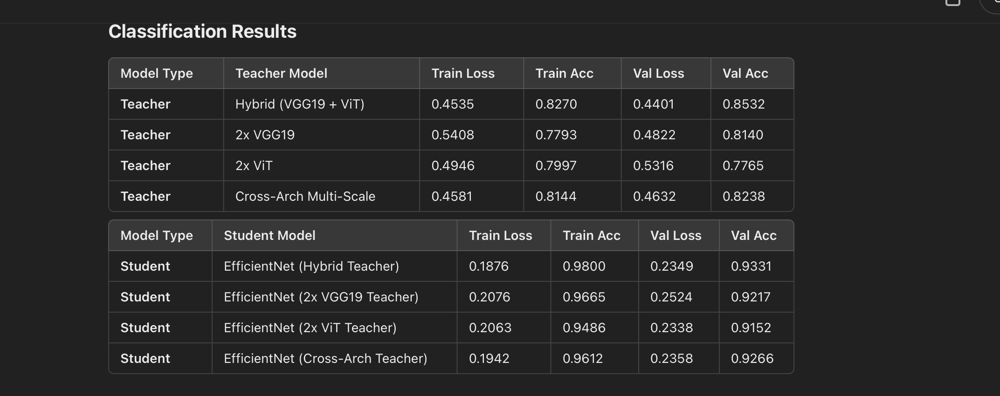 Classification Results
Model Type Teacher Model Train Loss Train Acc Val Loss Val Acc
Teacher Hybrid (VGG19 + ViT) 0.4535 0.8270 0.4401 0.8532
Teacher 2x VGG19 0.5408 0.7793 0.4822 0.8140
Teacher 2x ViT 0.4946 0.7997 0.5316 0.7765
Teacher Cross-Arch Multi-Scale 0.4581 0.8144 0.4632 0.8238
Model Type Student Model Train Loss Train Acc Val Loss Val Acc
Student EfficientNet (Hybrid Teacher) 0.1876 0.9800 0.2349 0.9331
Student EfficientNet (2x VGG19 Teacher) 0.2076 0.9665 0.2524 0.9217
Student EfficientNet (2x ViT Teacher) 0.2063 0.9486 0.2338 0.9152
Student EfficientNet (Cross-Arch Teacher) 0.1942 0.9612 0.2358 0.9266